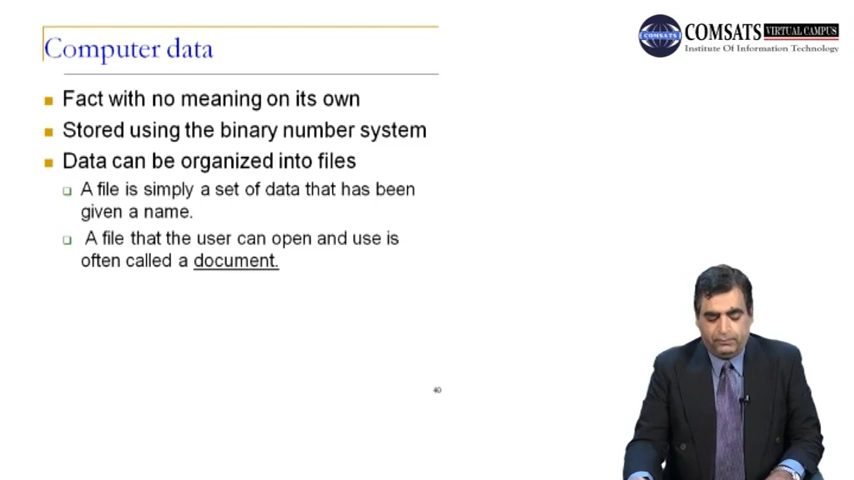 Computer data
COMSATS VIRTUAL CAMPUS
Institute Of Information Technology
COMSATS
Fact with no meaning on its own
Stored using the binary number system
Data can be organized into files
A file is simply a set of data that has been
given a name.
A file that the user can open and use is
often called a document.
40